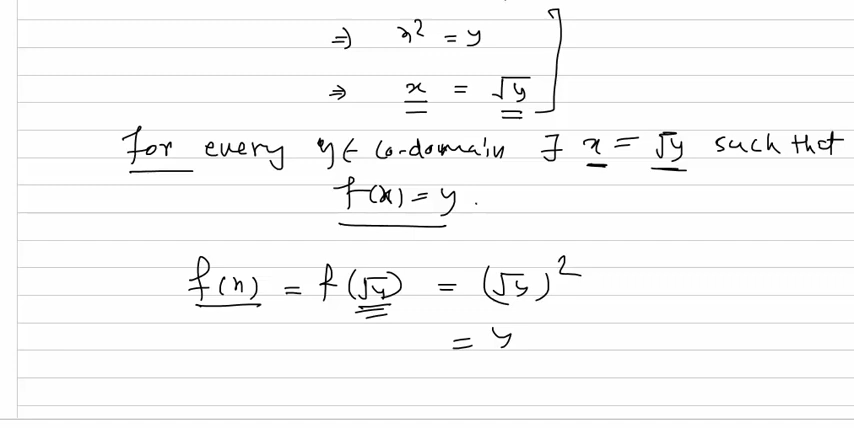 ⇒ x² = y
⇒ x = √y
For every y ∈ co-domain ∃ x = √y such that
f(x) = y .
f(x) = f(√y) = (√y)²
= y